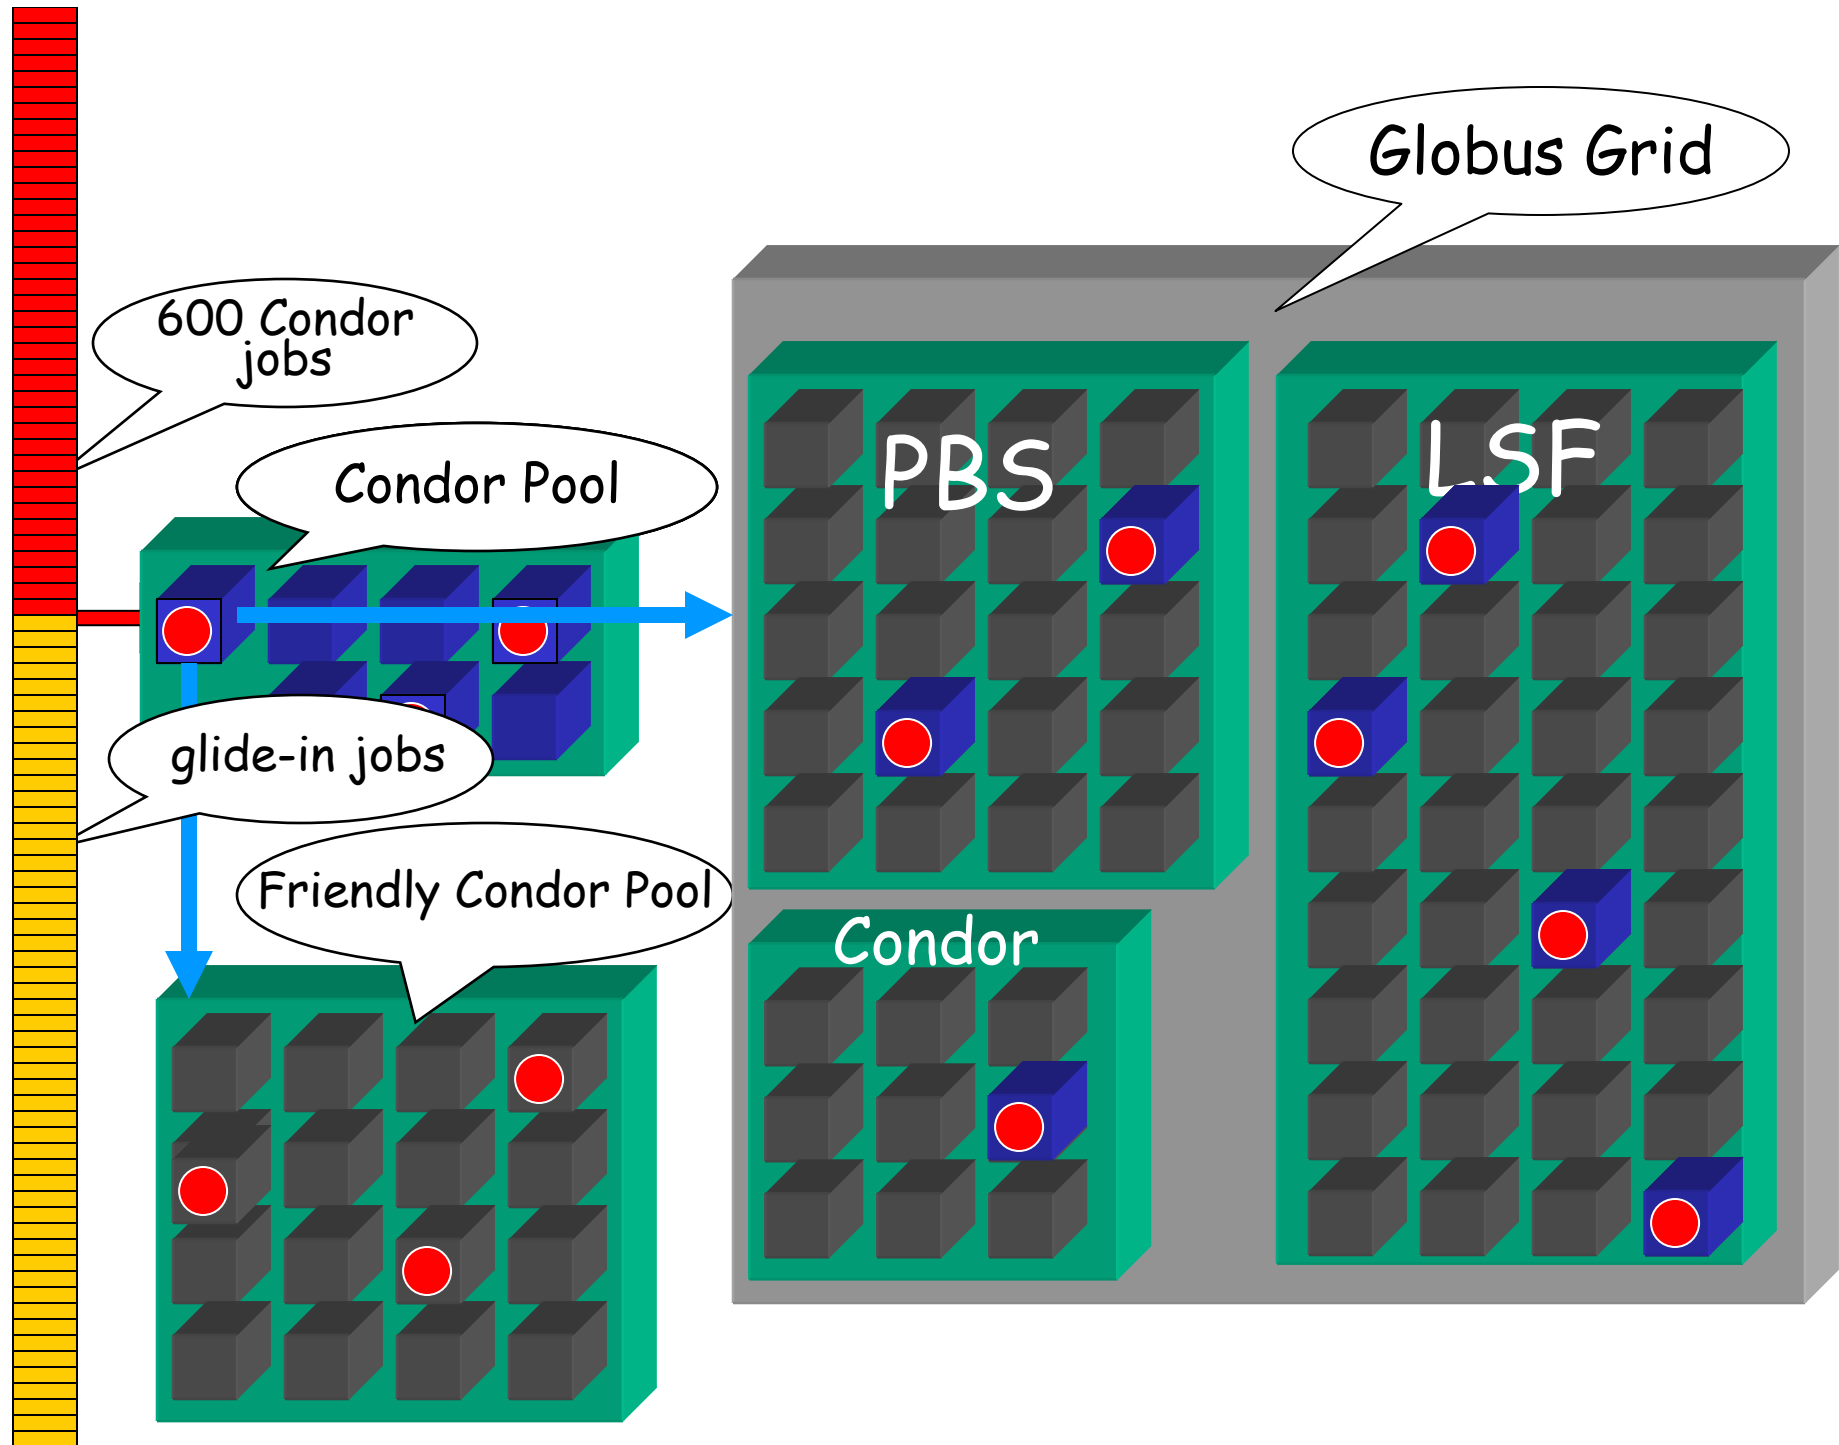 Globus Grid
600 Condor
jobs
Condor Pool
PBS
LSF
glide-in jobs
Friendly Condor Pool
Condor